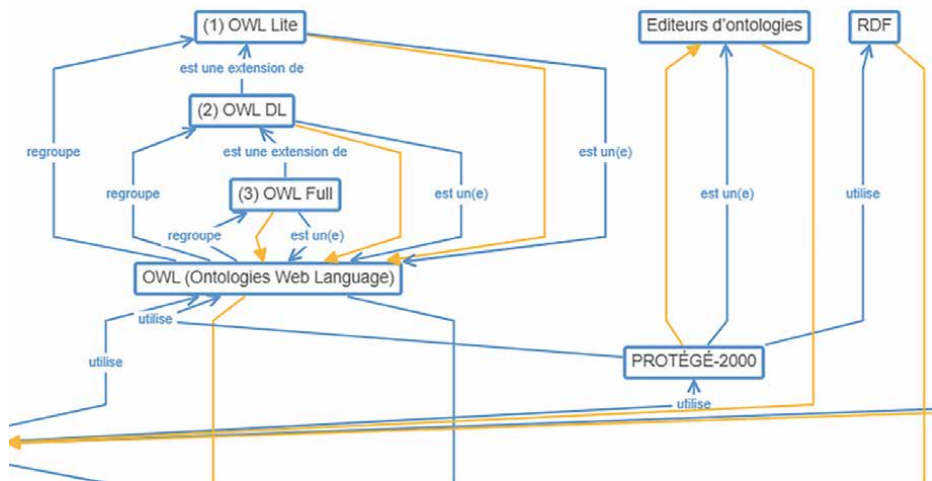 (1) OWL Lite
Editeurs d'ontologies
RDF
est une extension de
(2) OWL DL
regroupe
est une extension de
est un(e)
regroupe
(3) OWL Full
est un(e)
est un(e)
utilise
regroupe
est un(e)
OWL (Ontologies Web Language)
utilise
utilise
PROTÉGÉ-2000
utilise